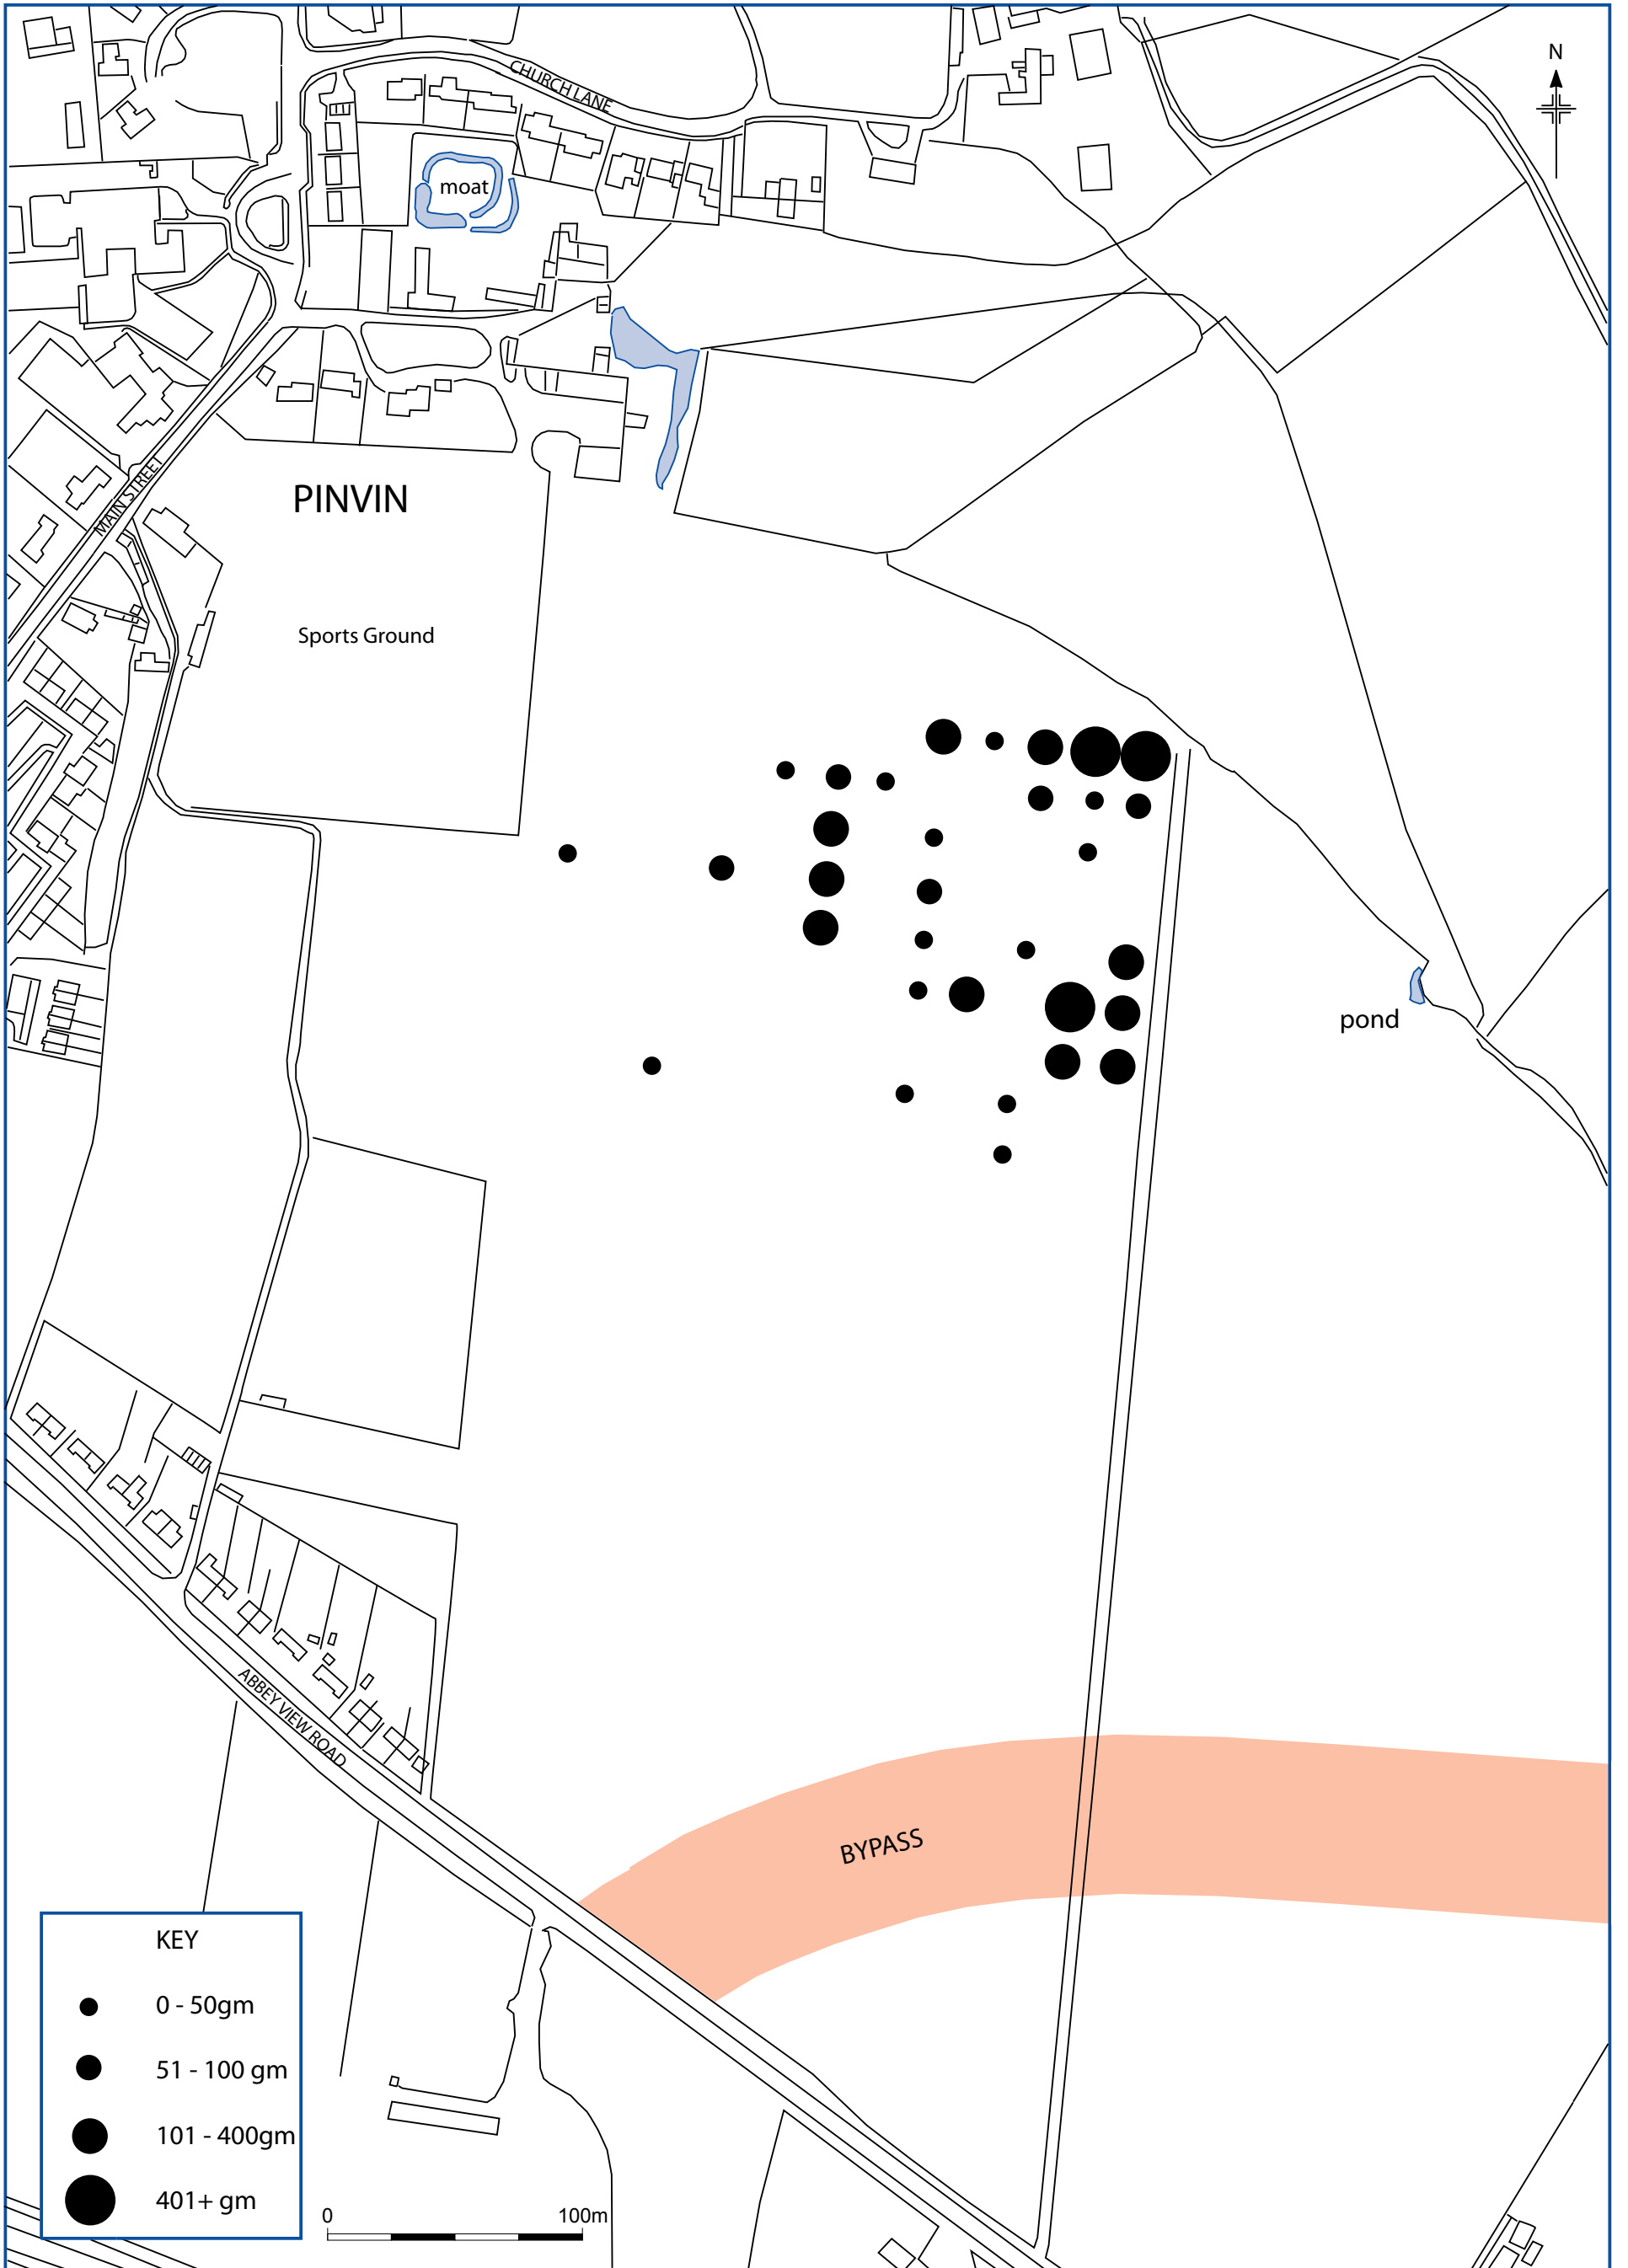 N
CHURCH LANE
moat
MAIN STREET
PINVIN
Sports Ground
pond
ABBEY VIEW ROAD
BYPASS
KEY
0 - 50gm
51 - 100 gm
101 - 400gm
401+ gm
0 100m